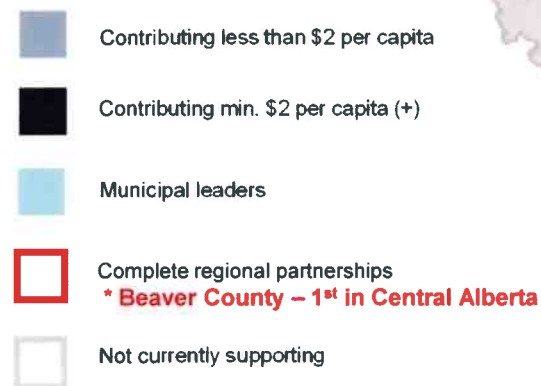 Contributing less than $2 per capita
Contributing min. $2 per capita (+)
Municipal leaders
Complete regional partnerships
* Beaver County – 1st in Central Alberta
Not currently supporting